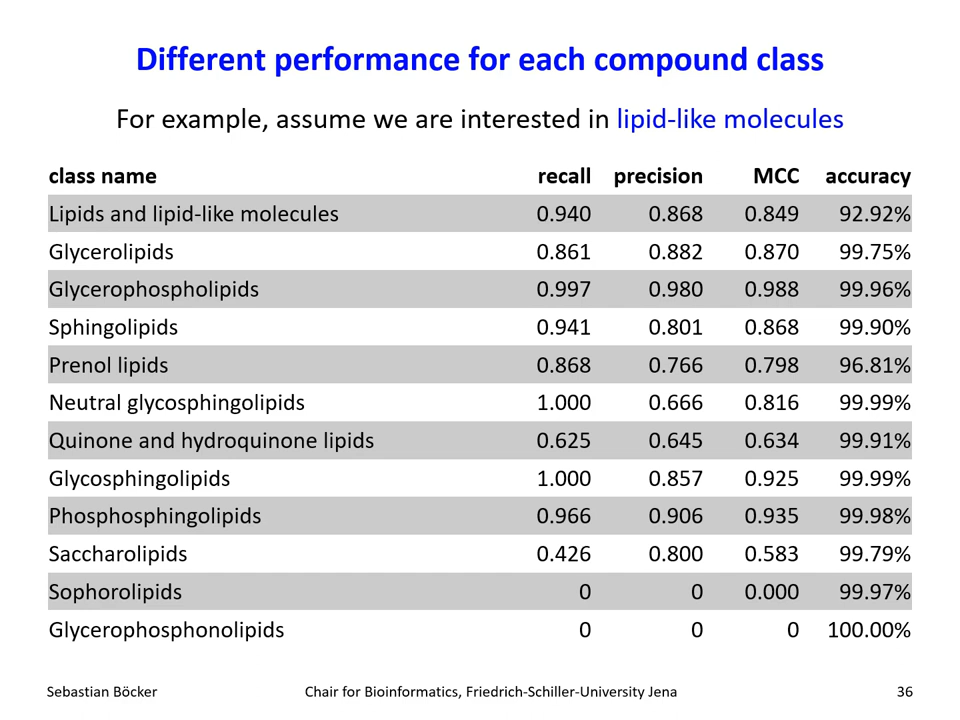 Different performance for each compound class
For example, assume we are interested in lipid-like molecules
class name recall precision MCC accuracy
Lipids and lipid-like molecules 0.940 0.868 0.849 92.92%
Glycerolipids 0.861 0.882 0.870 99.75%
Glycerophospholipids 0.997 0.980 0.988 99.96%
Sphingolipids 0.941 0.801 0.868 99.90%
Prenol lipids 0.868 0.766 0.798 96.81%
Neutral glycosphingolipids 1.000 0.666 0.816 99.99%
Quinone and hydroquinone lipids 0.625 0.645 0.634 99.91%
Glycosphingolipids 1.000 0.857 0.925 99.99%
Phosphosphingolipids 0.966 0.906 0.935 99.98%
Saccharolipids 0.426 0.800 0.583 99.79%
Sophorolipids 0 0 0.000 99.97%
Glycerophosphonolipids 0 0 0 100.00%
Sebastian Böcker Chair for Bioinformatics, Friedrich-Schiller-University Jena 36